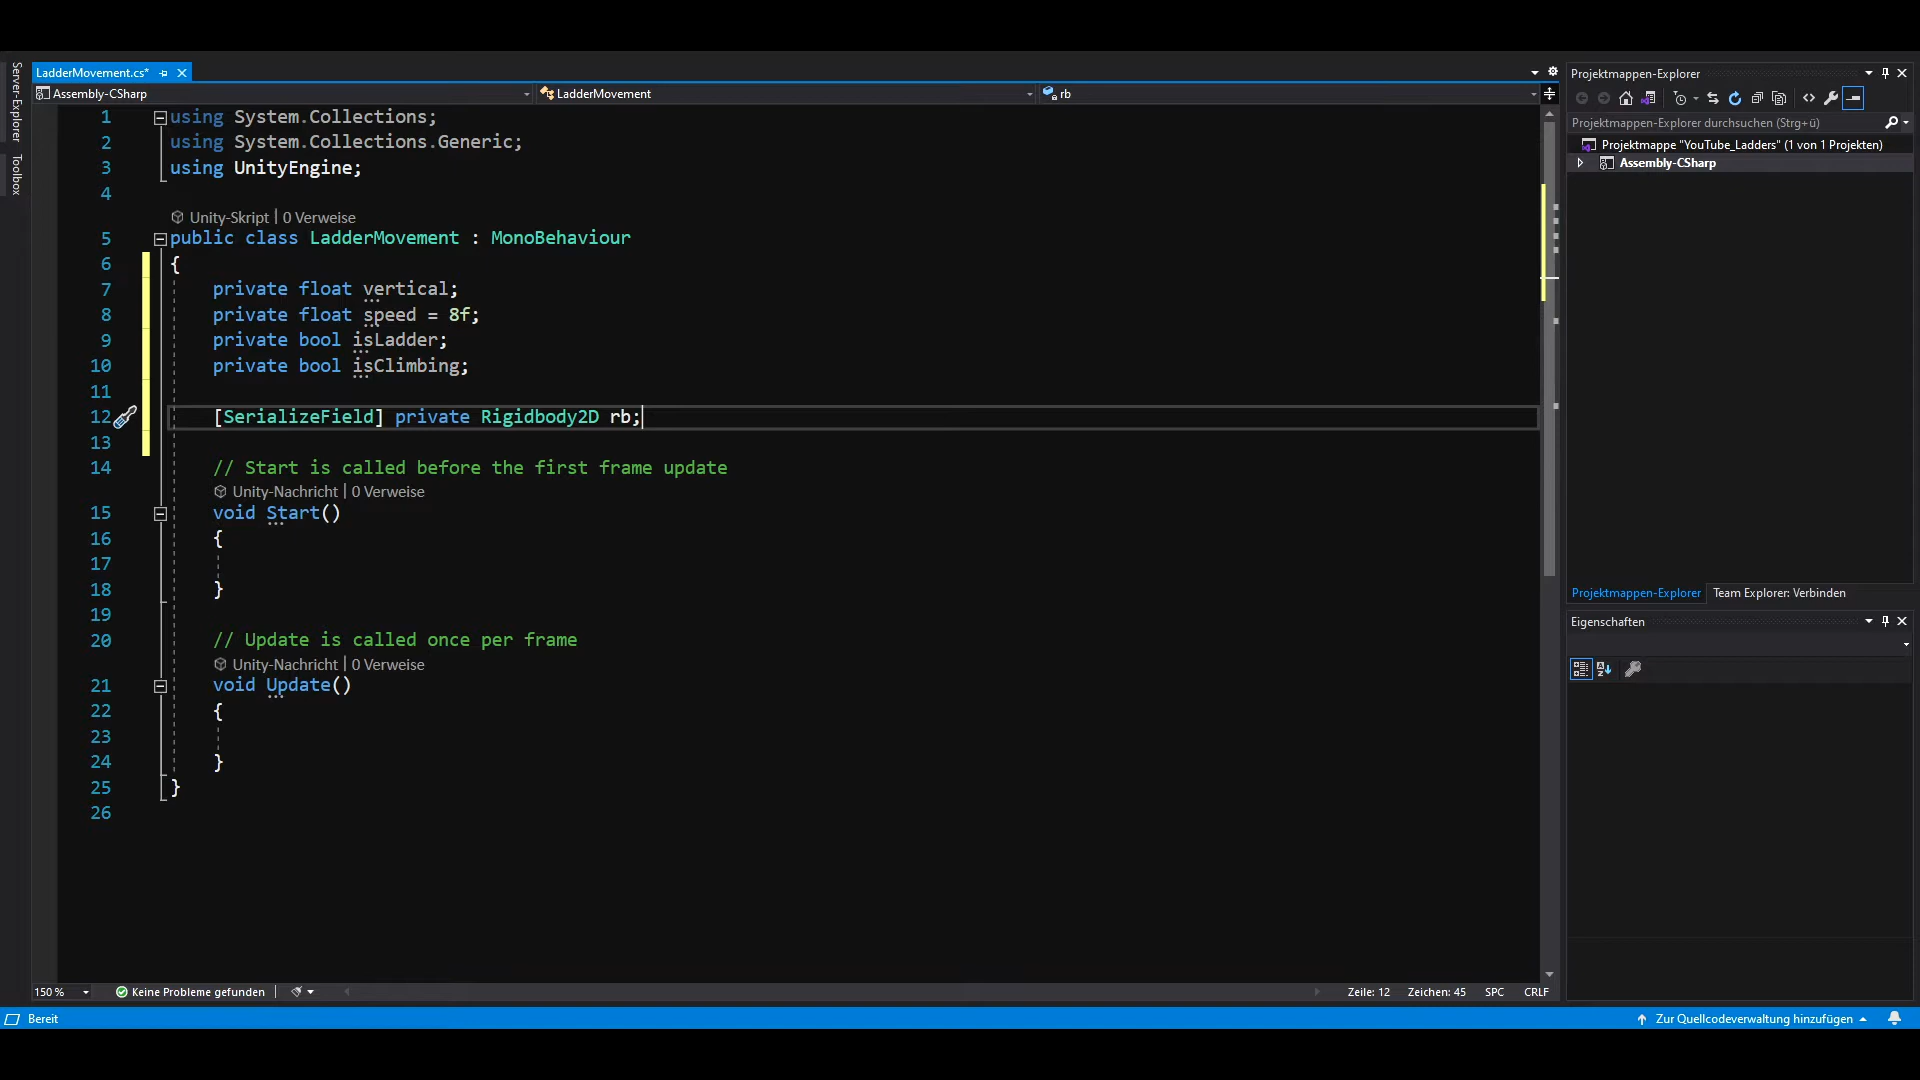 Server-Explorer
Toolbox
LadderMovement.cs*
Assembly-CSharp
LadderMovement
rb
1 using System.Collections;
2 using System.Collections.Generic;
3 using UnityEngine;
4
Unity-Skript | 0 Verweise
5 public class LadderMovement : MonoBehaviour
6 {
7 private float vertical;
8 private float speed = 8f;
9 private bool isLadder;
10 private bool isClimbing;
11
12 [SerializeField] private Rigidbody2D rb;
13
14 // Start is called before the first frame update
Unity-Nachricht | 0 Verweise
15 void Start()
16 {
17
18 }
19
20 // Update is called once per frame
Unity-Nachricht | 0 Verweise
21 void Update()
22 {
23
24 }
25 }
26
150 %
Keine Probleme gefunden
Zeile: 12 Zeichen: 45 SPC CRLF
Projektmappen-Explorer
Projektmappen-Explorer durchsuchen (Strg+ü)
Projektmappe "YouTube_Ladders" (1 von 1 Projekten)
Assembly-CSharp
Projektmappen-Explorer Team Explorer: Verbinden
Eigenschaften
Bereit
Zur Quellcodeverwaltung hinzufügen